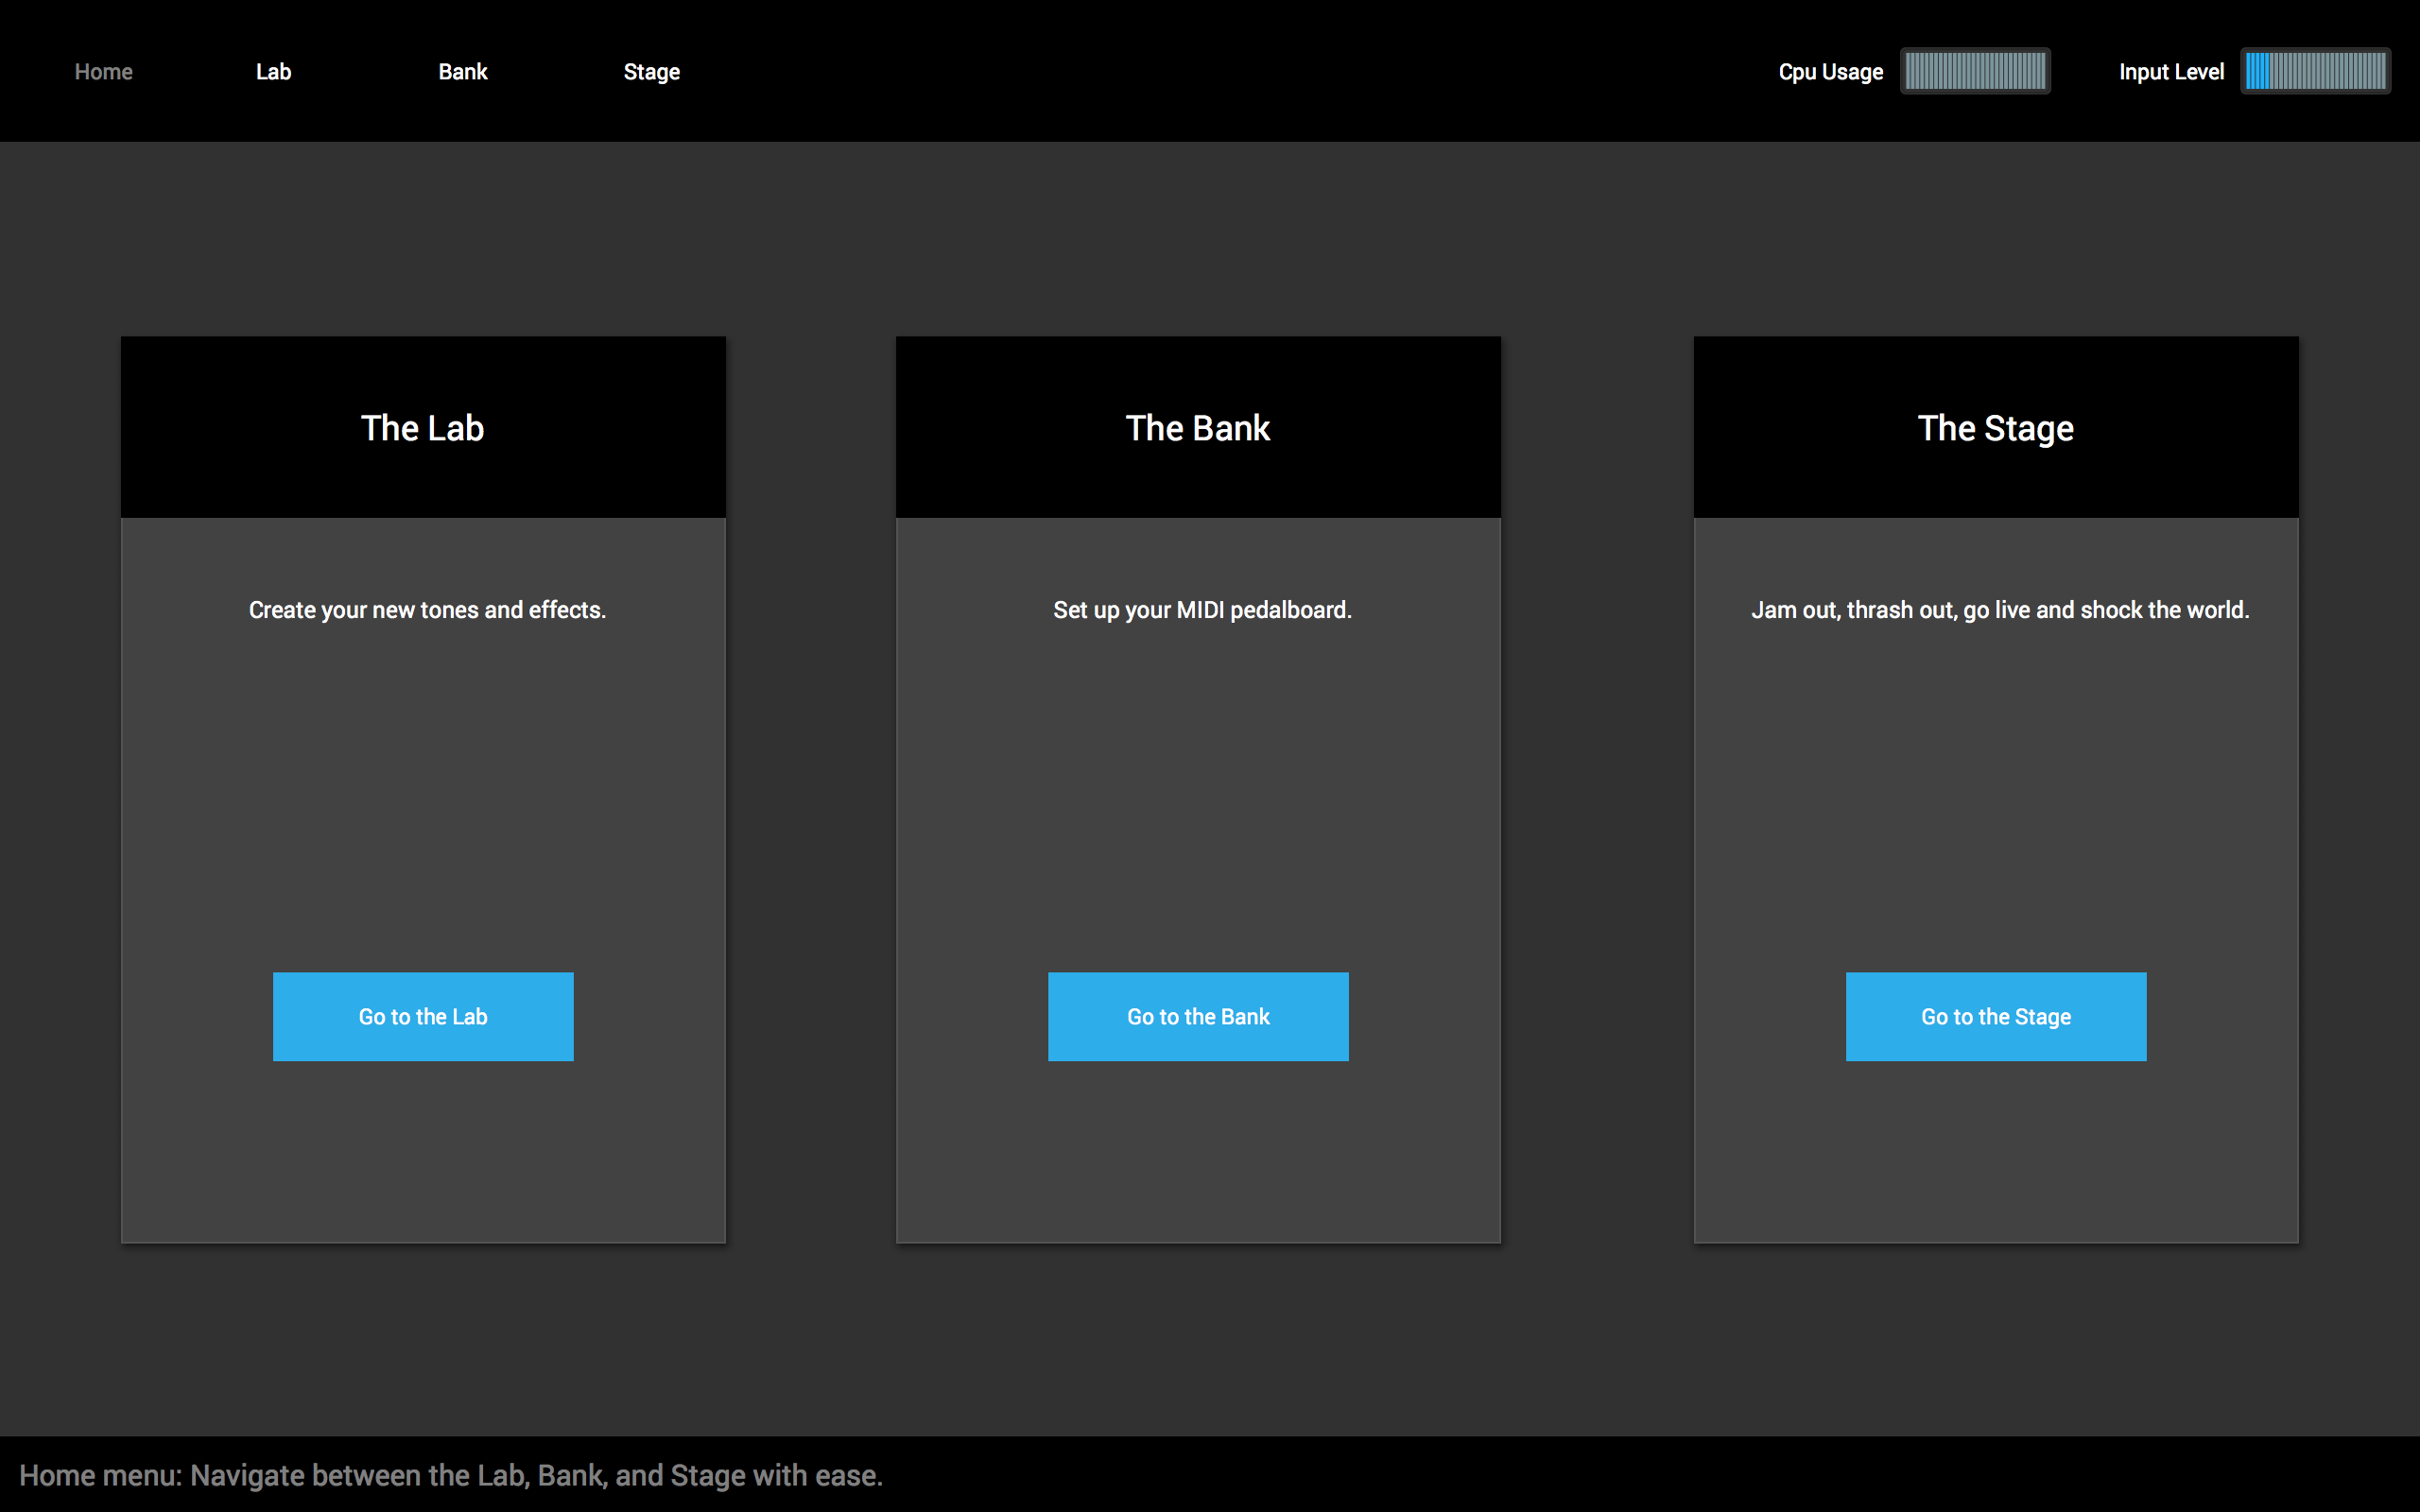 Home
Lab
Bank
Stage
Cpu Usage
Input Level
The Lab
Create your new tones and effects.
Go to the Lab
The Bank
Set up your MIDI pedalboard.
Go to the Bank
The Stage
Jam out, thrash out, go live and shock the world.
Go to the Stage
Home menu: Navigate between the Lab, Bank, and Stage with ease.